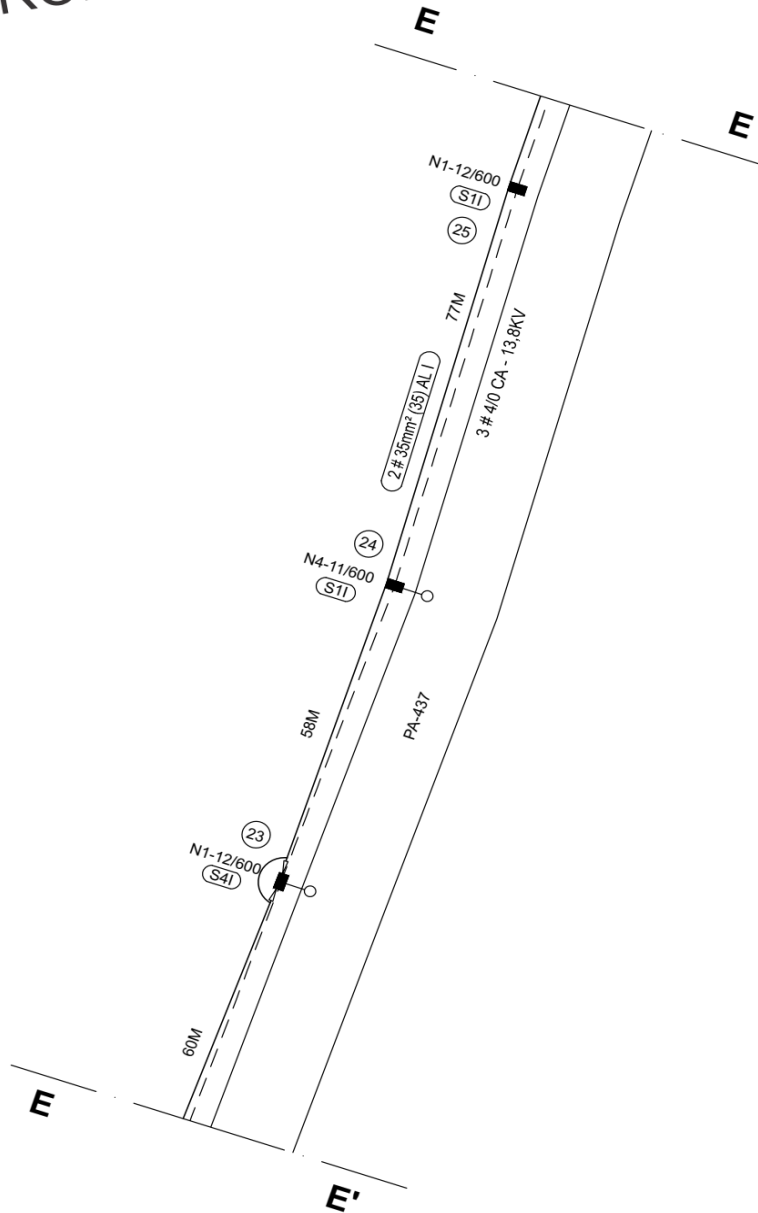 E
E
N1-12/600
S1I
25
77M
3 # 4/0 CA - 13,8KV
2 # 35mm² (35) AL I
24
N4-11/600
S1I
58M
PA-437
23
N1-12/600
S4I
60M
E
E'